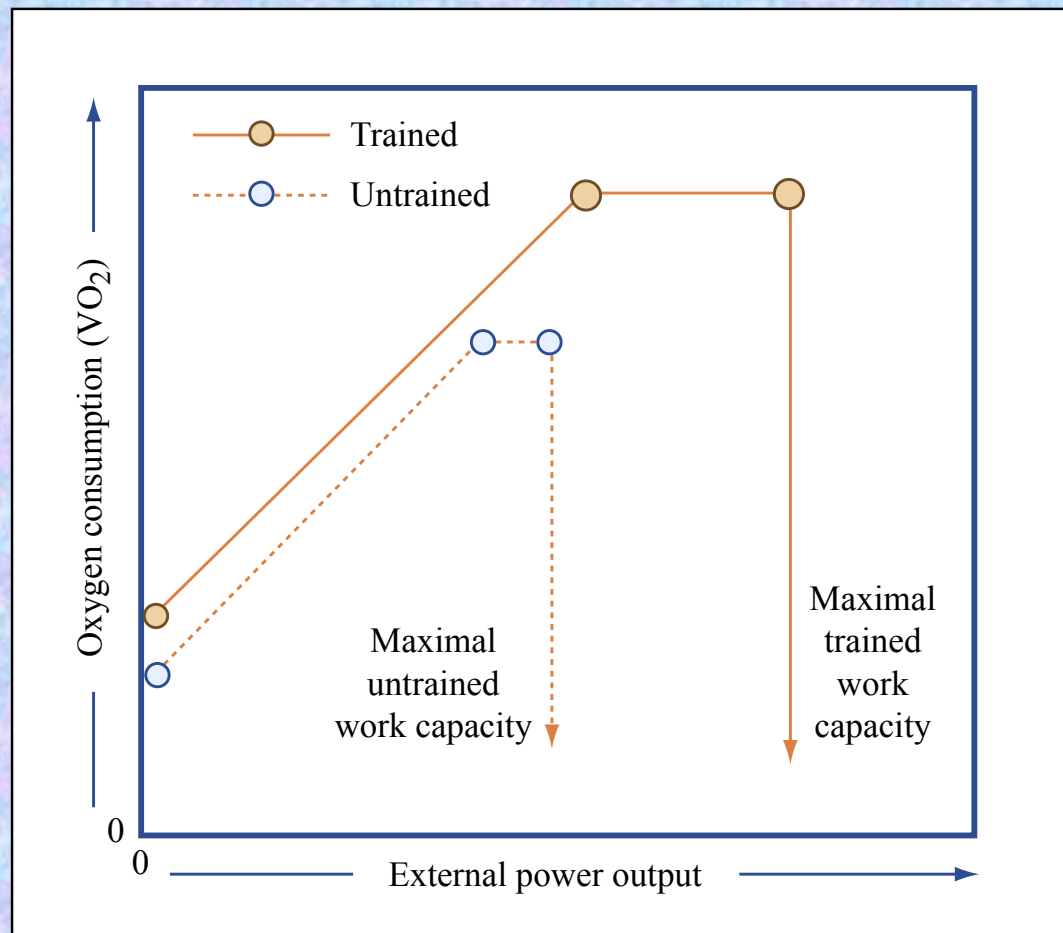 Trained
Untrained
Oxygen consumption (VO₂)
Maximal
untrained
work capacity
Maximal
trained
work
capacity
0
0
External power output